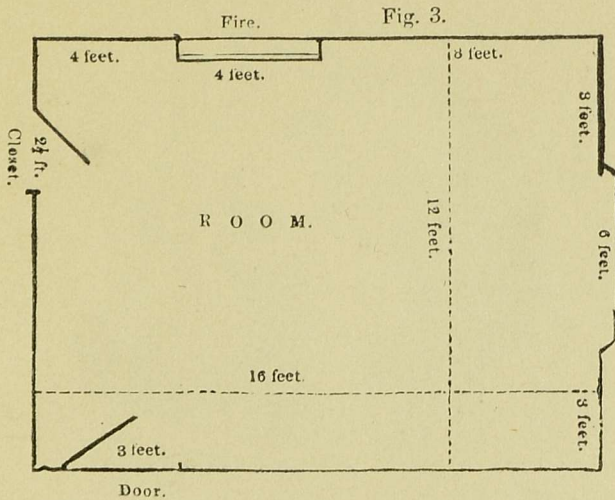 Fire.
Fig. 3.
4 feet.
4 feet.
8 feet.
3 feet.
Closet.
2½ ft.
ROOM.
12 feet.
6 feet.
16 feet.
3 feet.
3 feet.
Door.